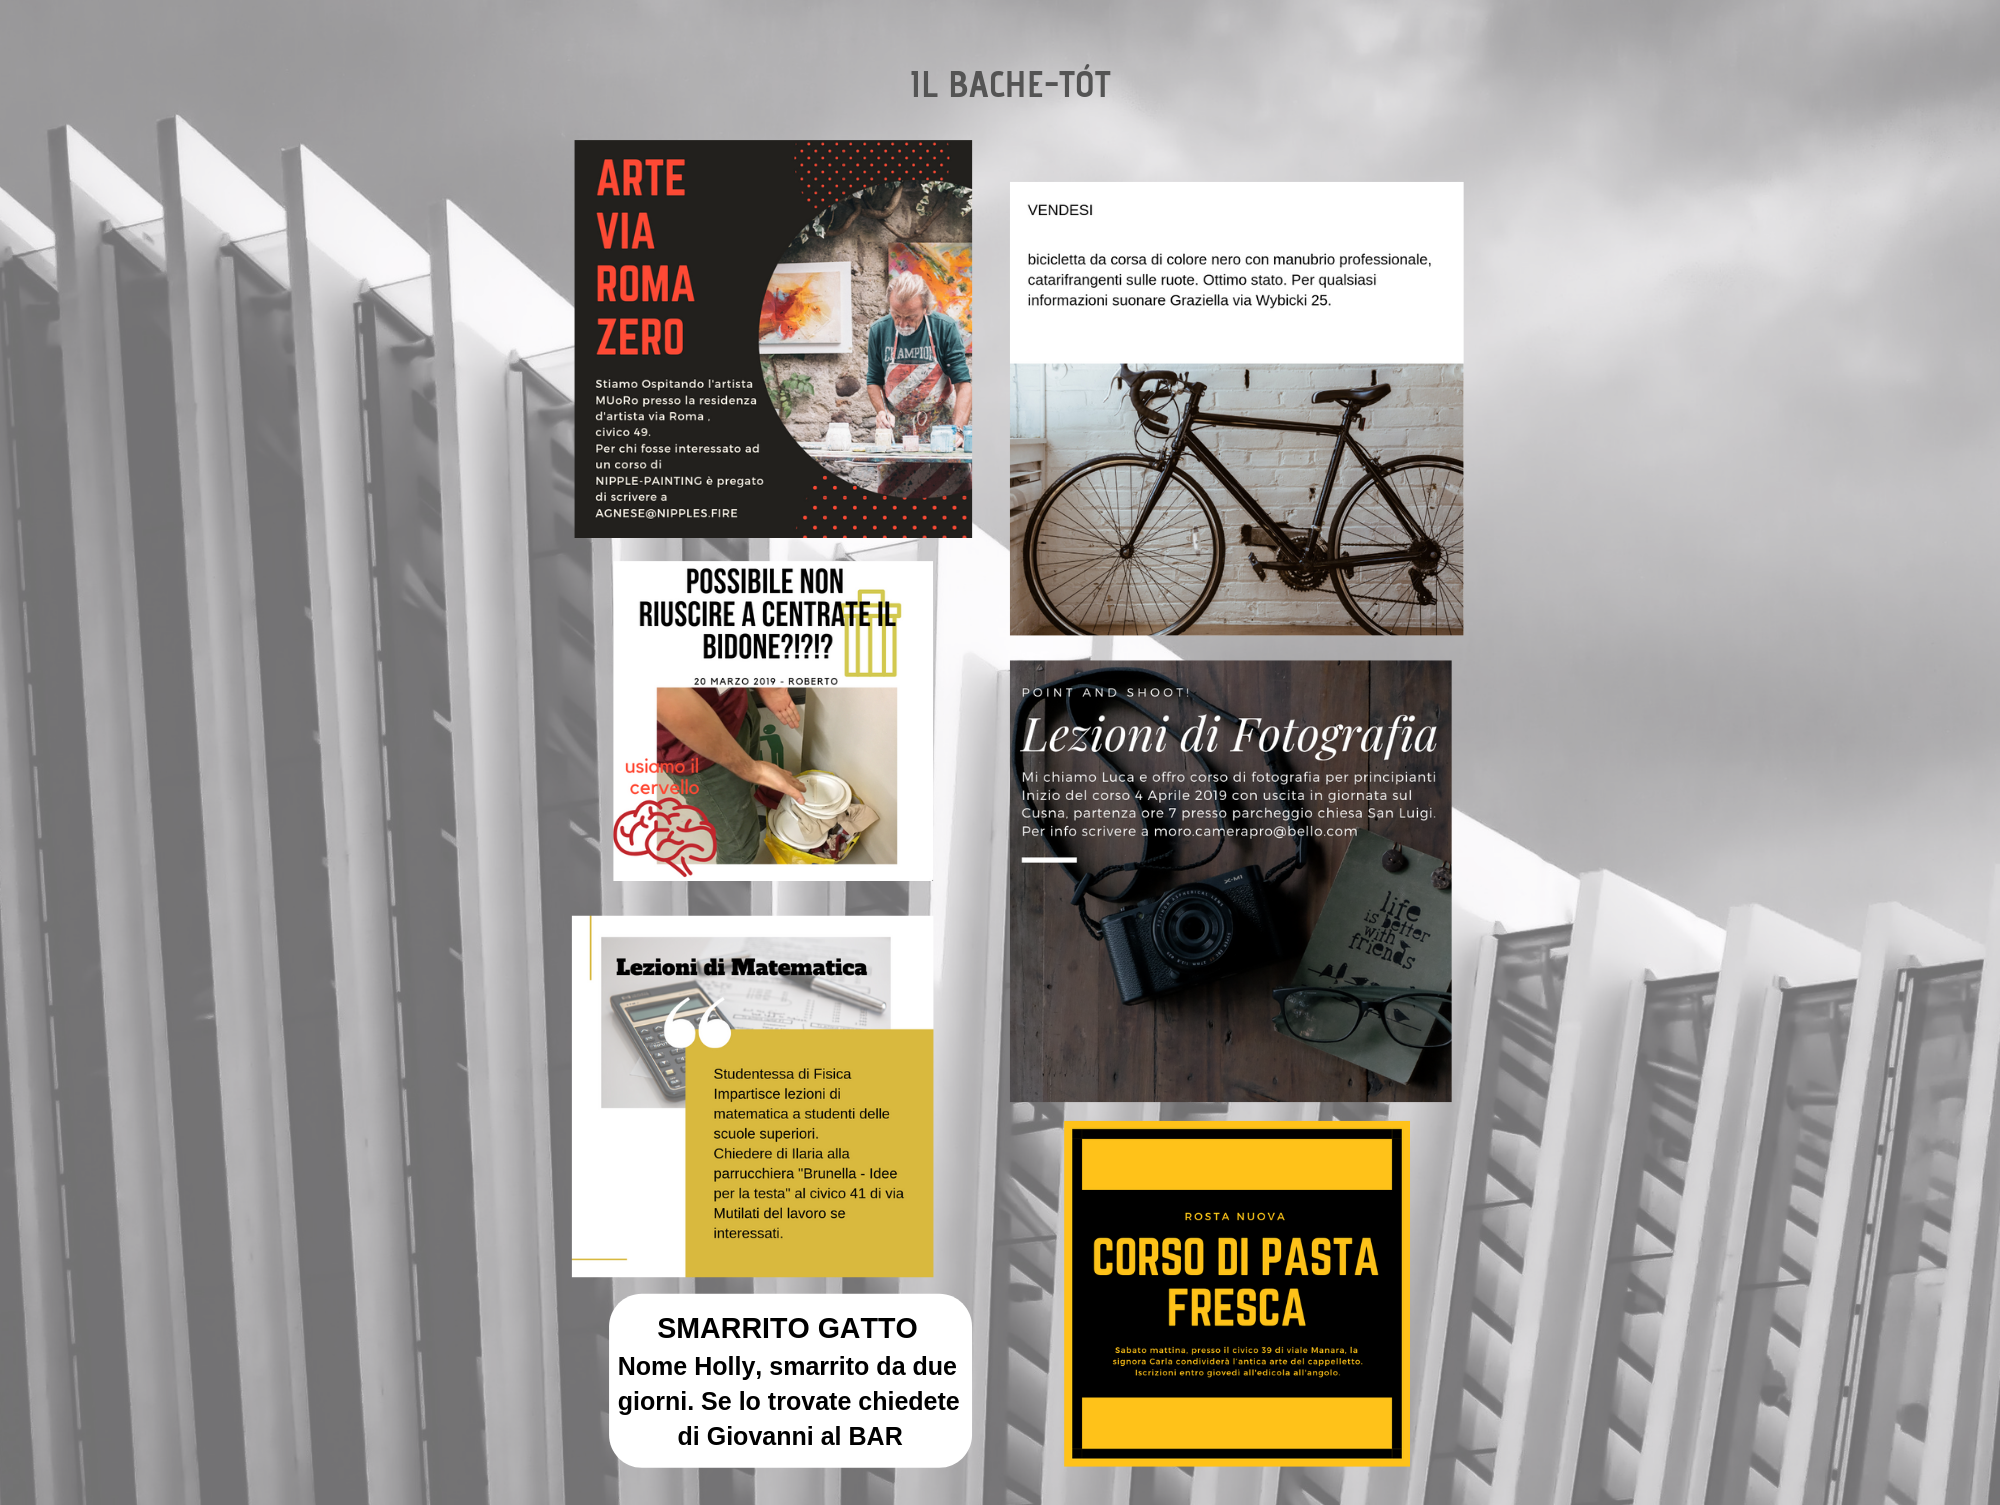 IL BACHE-TÓT
ARTE
VIA
ROMA
ZERO
Stiamo Ospitando l'artista
MUoRo presso la residenza
d'artista via Roma ,
civico 49.
Per chi fosse interessato ad
un corso di
NIPPLE-PAINTING è pregato
di scrivere a
AGNESE@NIPPLES.FIRE
CHAMPION
POSSIBILE NON
RIUSCIRE A CENTRATE IL
BIDONE?!?!?
20 MARZO 2019 - ROBERTO
usiamo il
cervello
Lezioni di Matematica
Studentessa di Fisica
Impartisce lezioni di
matematica a studenti delle
scuole superiori.
Chiedere di Ilaria alla
parrucchiera "Brunella - Idee
per la testa" al civico 41 di via
Mutilati del lavoro se
interessati.
SMARRITO GATTO
Nome Holly, smarrito da due
giorni. Se lo trovate chiedete
di Giovanni al BAR
VENDESI
bicicletta da corsa di colore nero con manubrio professionale,
catarifrangenti sulle ruote. Ottimo stato. Per qualsiasi
informazioni suonare Graziella via Wybicki 25.
POINT AND SHOOT!
Lezioni di Fotografia
Mi chiamo Luca e offro corso di fotografia per principianti
Inizio del corso 4 Aprile 2019 con uscita in giornata sul
Cusna, partenza ore 7 presso parcheggio chiesa San Luigi.
Per info scrivere a moro.camerapro@bello.com
X-M1
life
is better
with
friends
ROSTA NUOVA
CORSO DI PASTA
FRESCA
Sabato mattina, presso il civico 39 di viale Manara, la
signora Carla condividerà l'antica arte del cappelletto.
Iscrizioni entro giovedì all'edicola all'angolo.